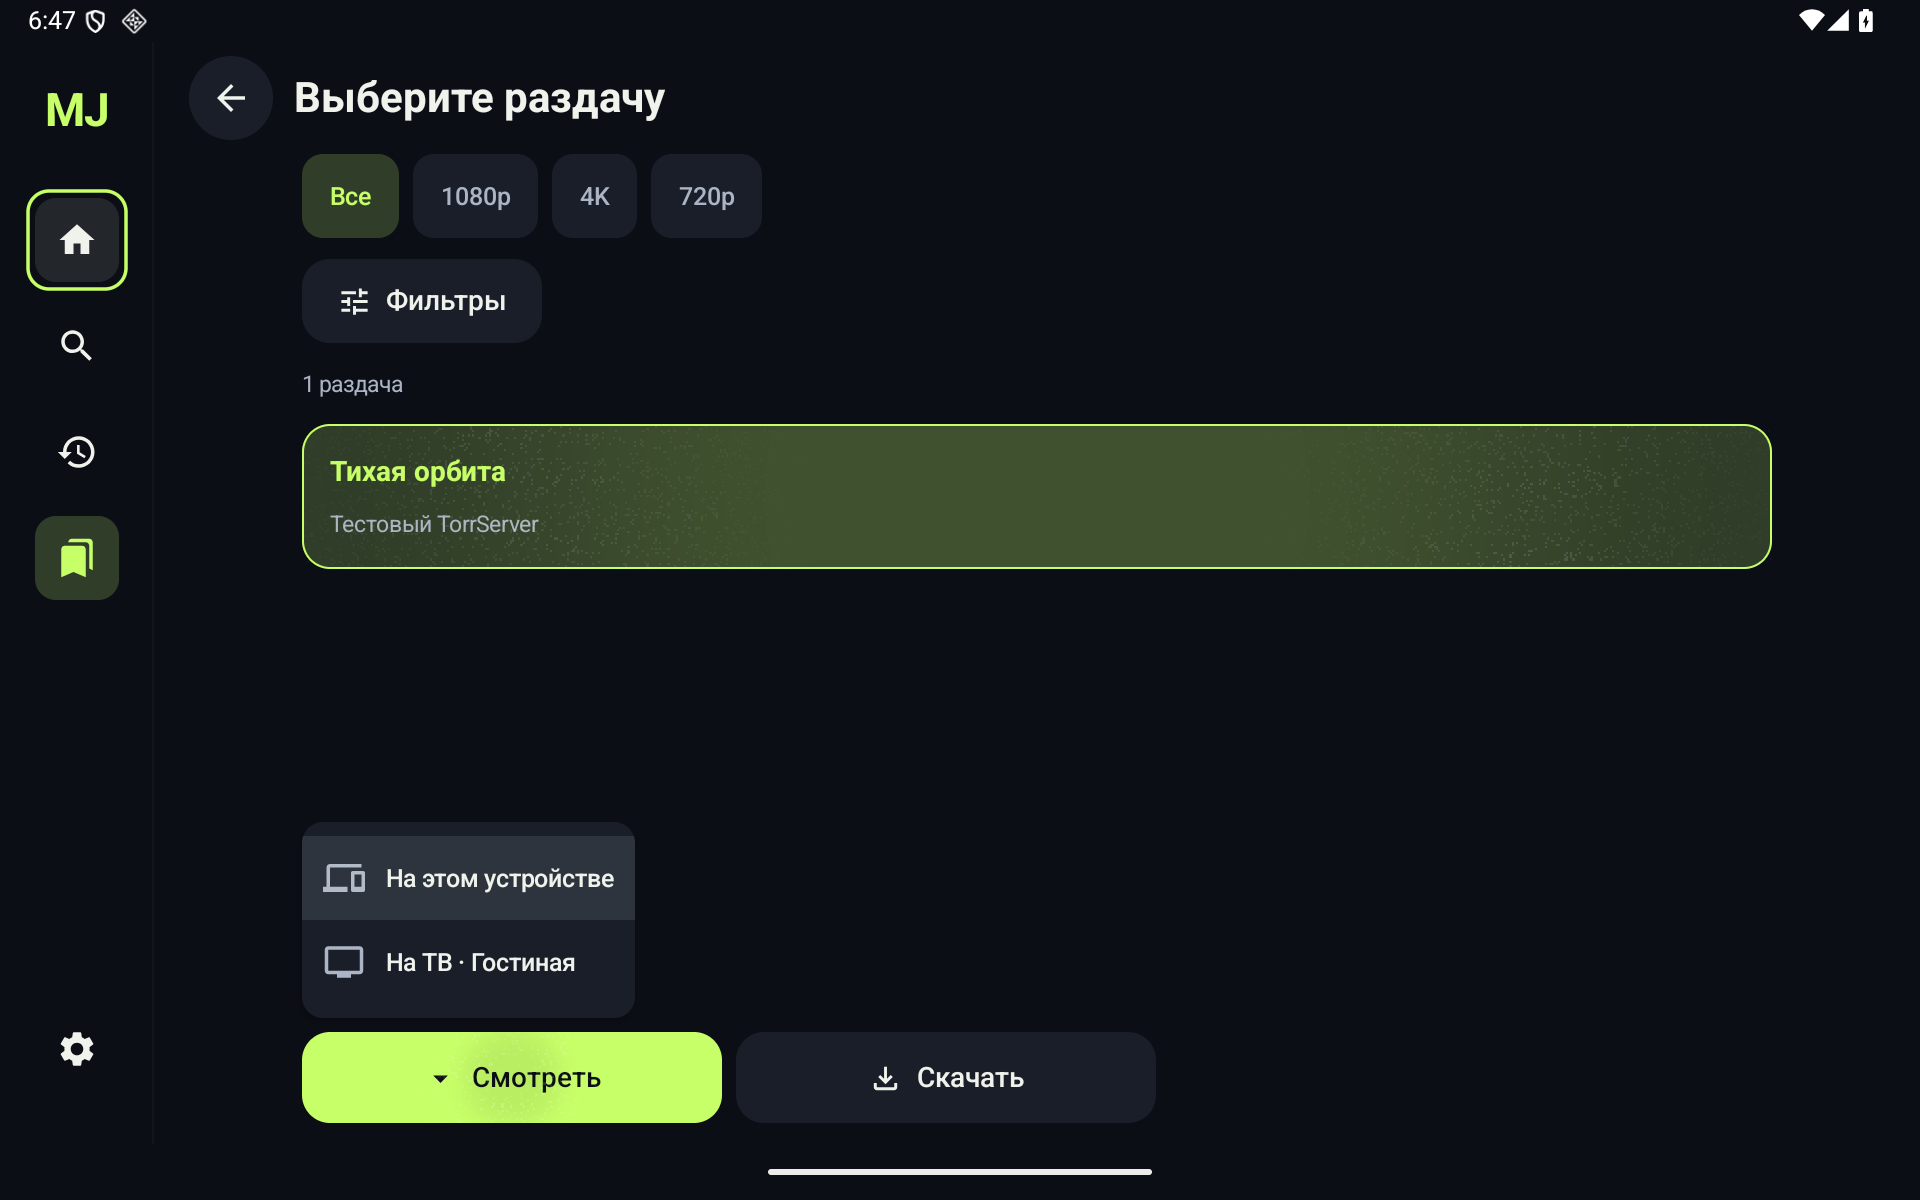 6:47
MJ
Выберите раздачу
Все 1080p 4K 720p
Фильтры
1 раздача
Тихая орбита
Тестовый TorrServer
На этом устройстве
На ТВ · Гостиная
Смотреть
Скачать